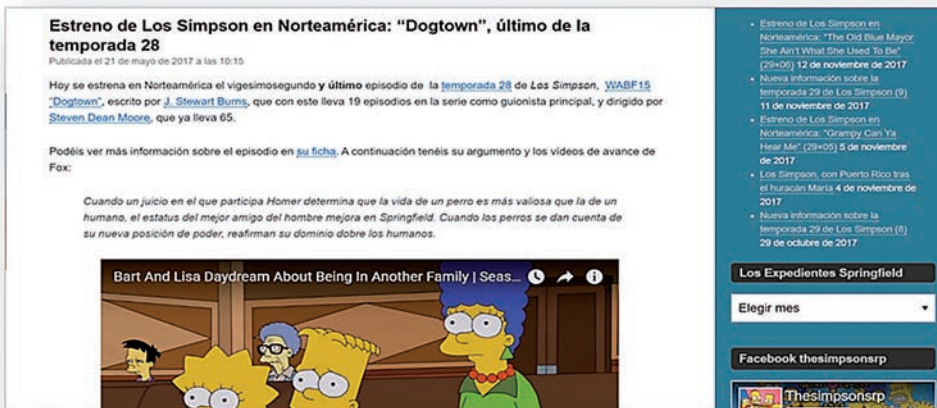 Estreno de Los Simpson en Norteamérica: “Dogtown”, último de la
temporada 28
Publicada el 21 de mayo de 2017 a las 10:15
Hoy se estrena en Norteamérica el vigesimosegundo y último episodio de la temporada 28 de Los Simpson, WABF15
"Dogtown", escrito por J. Stewart Burns, que con este lleva 19 episodios en la serie como guionista principal, y dirigido por
Steven Dean Moore, que ya lleva 65.
Podéis ver más información sobre el episodio en su ficha. A continuación tenéis su argumento y los vídeos de avance de
Fox:
Cuando un juicio en el que participa Homer determina que la vida de un perro es más valiosa que la de un
humano, el estatus del mejor amigo del hombre mejora en Springfield. Cuando los perros se dan cuenta de
su nueva posición de poder, reafirman su dominio dobre los humanos.
Bart And Lisa Daydream About Being In Another Family | Seas...
Estreno de Los Simpson en
Norteamérica: "The Old Blue Mayor
She Ain't What She Used To Be"
(29×06) 12 de noviembre de 2017
Nueva información sobre la
temporada 29 de Los Simpson (9)
11 de noviembre de 2017
Estreno de Los Simpson en
Norteamérica: "Grampy Can Ya
Hear Me" (29×05) 5 de noviembre
de 2017
Los Simpson, con Puerto Rico tras
el huracán María 4 de noviembre de
2017
Nueva información sobre la
temporada 29 de Los Simpson (8)
29 de octubre de 2017
Los Expedientes Springfield
Elegir mes
Facebook thesimpsonsrp
Thesimpsonsrp